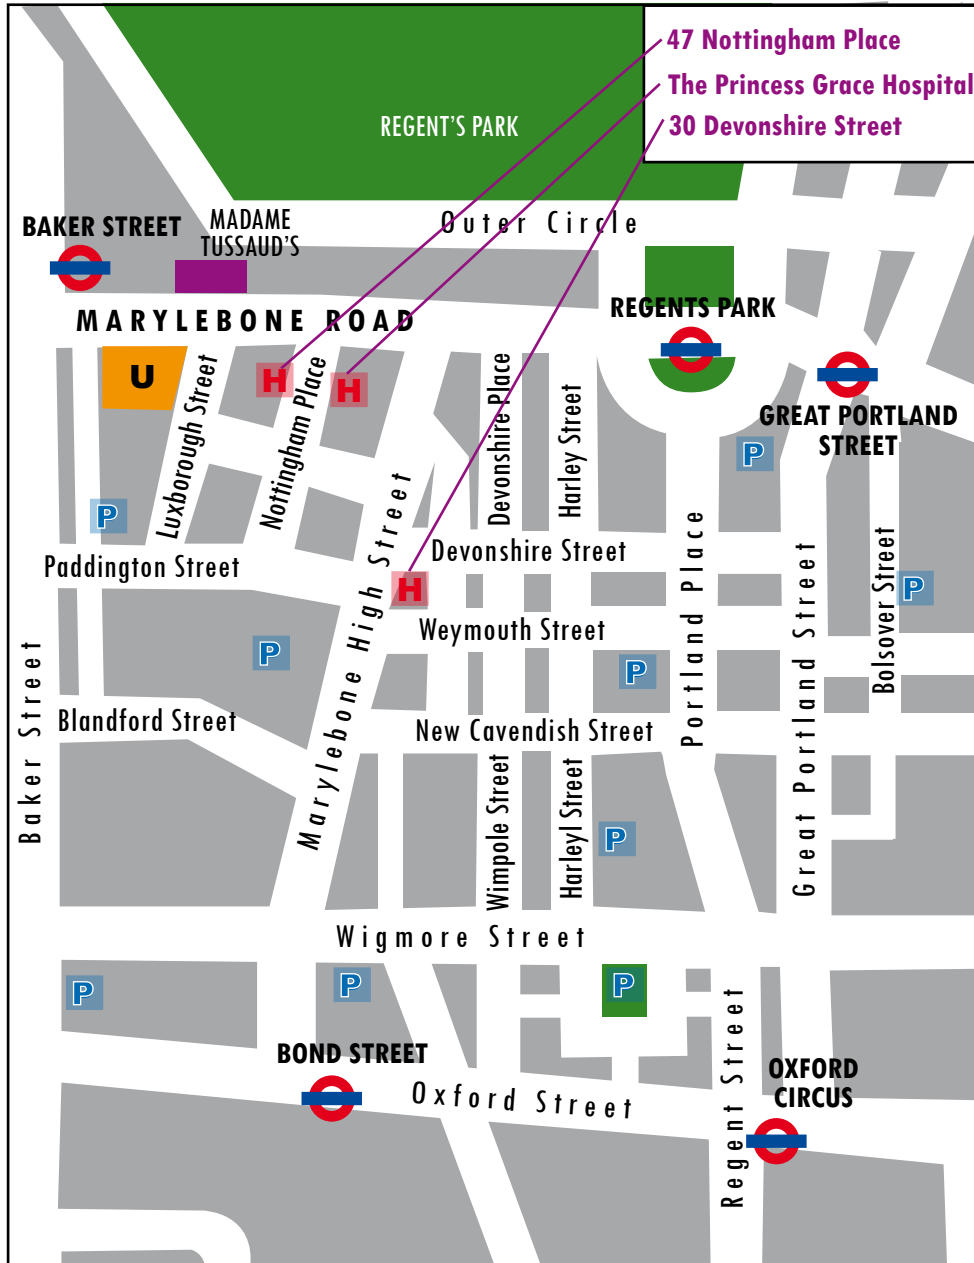 47 Nottingham Place
The Princess Grace Hospital
30 Devonshire Street
REGENT'S PARK
BAKER STREET
MADAME
TUSSAUD'S
Outer Circle
MARYLEBONE ROAD
REGENTS PARK
GREAT PORTLAND
STREET
U
H
H
Luxborough Street
Nottingham Place
Devonshire Place
Harley Street
P
P
Paddington Street
Devonshire Street
H
P
Marylebone High Street
Weymouth Street
Portland Place
Great Portland Street
Bolsover Street
P
P
Baker Street
Blandford Street
New Cavendish Street
Wimpole Street
Harleyl Street
P
Wigmore Street
P
P
P
BOND STREET
Oxford Street
Regent Street
OXFORD
CIRCUS